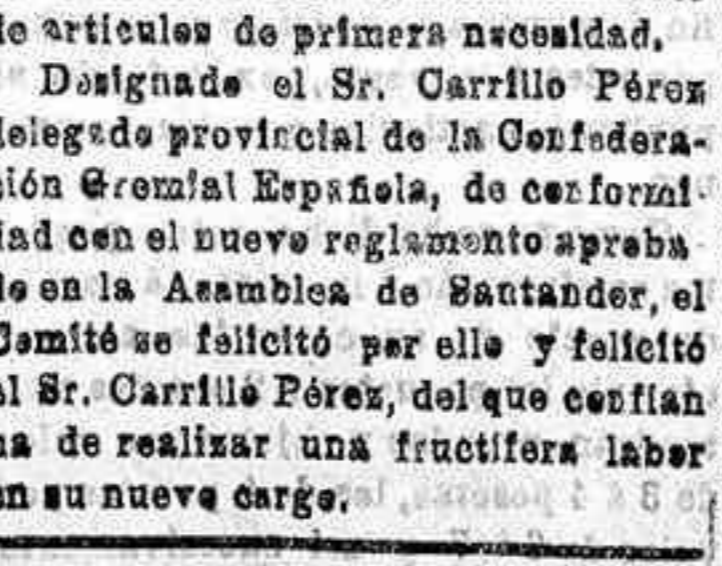 de articulos de primera necesidad.
Designado el Sr. Carrillo Pérez
delegado provincial de la Confedera-
ción Gremial Española, de conformi-
dad con el nuevo reglamento aproba-
do en la Asamblea de Santander, el
Comité se felicitó por ello y felicitó
al Sr. Carrillo Pérez, del que confian
ha de realizar una fructífera labor
en su nuevo cargo.